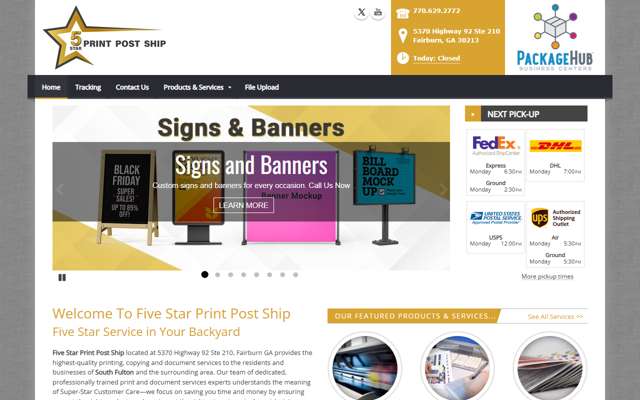 5 STAR PRINT POST SHIP
770.629.2772
5370 Highway 92 Ste 210
Fairburn, GA 30213
Today: Closed
PACKAGEHUB
BUSINESS CENTERS
Home Tracking Contact Us Products & Services File Upload
Signs & Banners
BLACK
FRIDAY
SUPER
SALES!
UP TO 85%
OFF!
BILL
BOARD
MOCK
UP
Banner Mockup
Signs and Banners
Custom signs and banners for every occasion. Call Us Now
LEARN MORE
NEXT PICK-UP
FedEx
Authorized ShipCenter
Express
Monday 6:30PM
Ground
Monday 2:30PM
DHL
DHL
Monday 7:00PM
UNITED STATES
POSTAL SERVICE
Approved Postal Provider
USPS
Monday 12:00PM
ups
Authorized
Shipping
Outlet
Air
Monday 5:30PM
Ground
Monday 5:30PM
More pickup times
Welcome To Five Star Print Post Ship
Five Star Service in Your Backyard
Five Star Print Post Ship located at 5370 Highway 92 Ste 210, Fairburn GA provides the
highest-quality printing, copying and document services to the residents and
businesses of South Fulton and the surrounding area. Our team of dedicated,
professionally trained print and document services experts understands the meaning
of Super-Star Customer Care—we focus on saving you time and money by ensuring
OUR FEATURED PRODUCTS & SERVICES...
See All Services >>